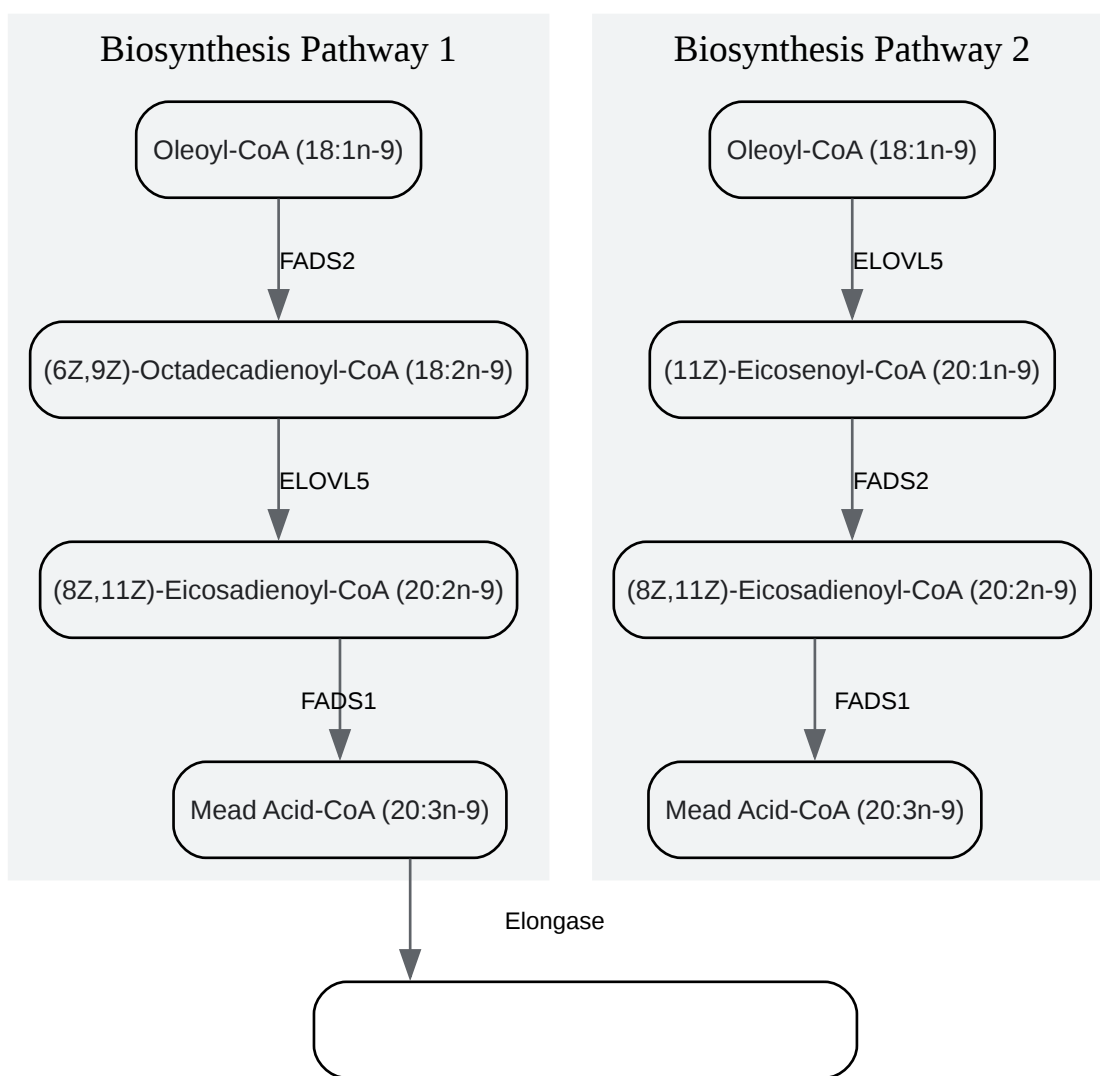 Biosynthesis Pathway 1
Oleoyl-CoA (18:1n-9)
FADS2
(6Z,9Z)-Octadecadienoyl-CoA (18:2n-9)
ELOVL5
(8Z,11Z)-Eicosadienoyl-CoA (20:2n-9)
FADS1
Mead Acid-CoA (20:3n-9)
Biosynthesis Pathway 2
Oleoyl-CoA (18:1n-9)
ELOVL5
(11Z)-Eicosenoyl-CoA (20:1n-9)
FADS2
(8Z,11Z)-Eicosadienoyl-CoA (20:2n-9)
FADS1
Mead Acid-CoA (20:3n-9)
Elongase